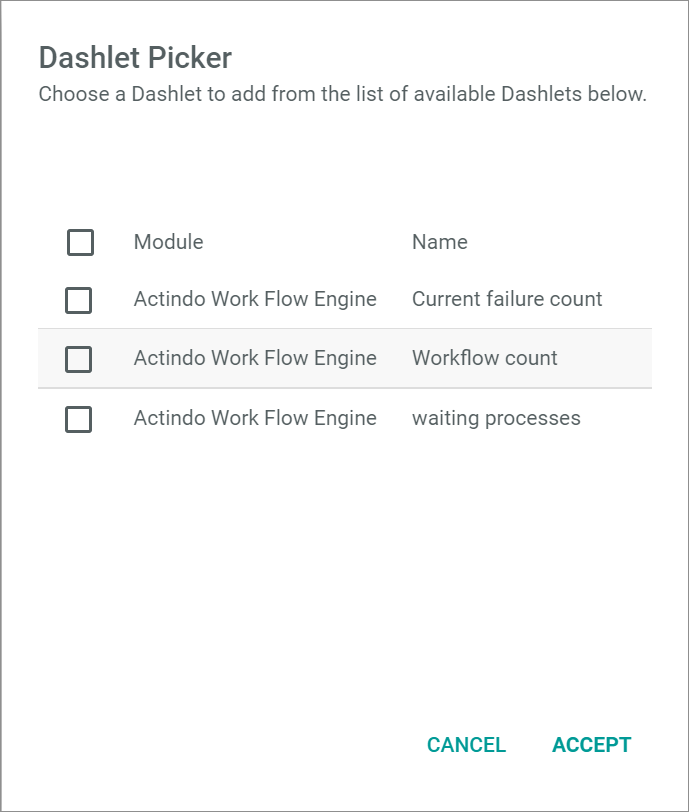 Dashlet Picker
Choose a Dashlet to add from the list of available Dashlets below.
Module Name
Actindo Work Flow Engine Current failure count
Actindo Work Flow Engine Workflow count
Actindo Work Flow Engine waiting processes
CANCEL ACCEPT